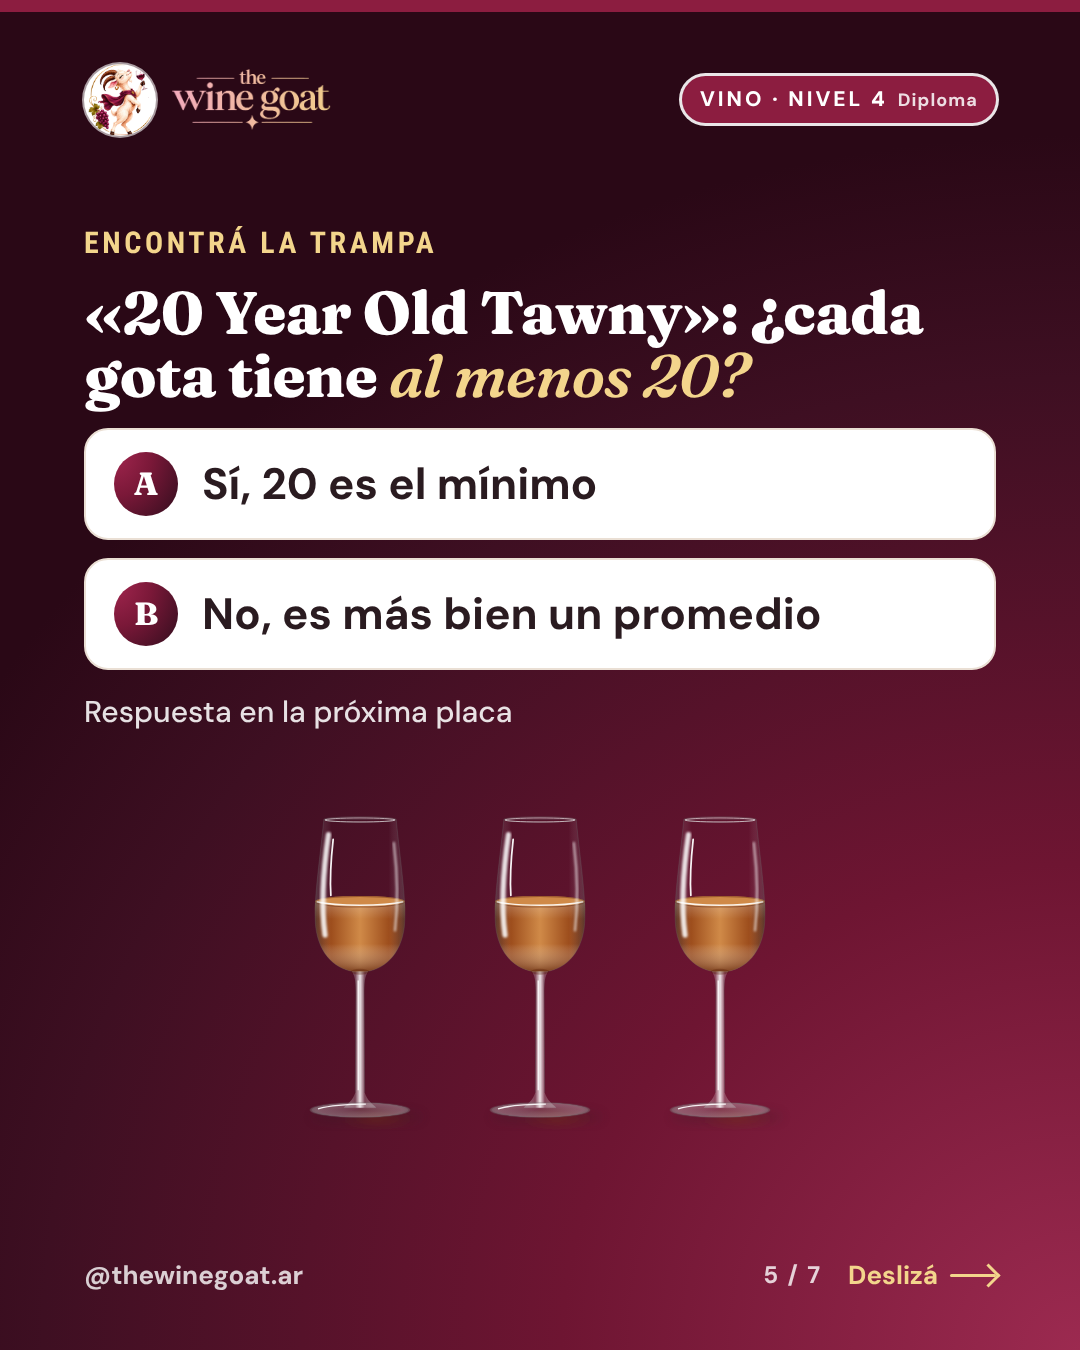 the
wine goat
VINO · NIVEL 4 Diploma
ENCONTRÁ LA TRAMPA
«20 Year Old Tawny»: ¿cada
gota tiene al menos 20?
A Sí, 20 es el mínimo
B No, es más bien un promedio
Respuesta en la próxima placa
@thewinegoat.ar
5 / 7 Deslizá